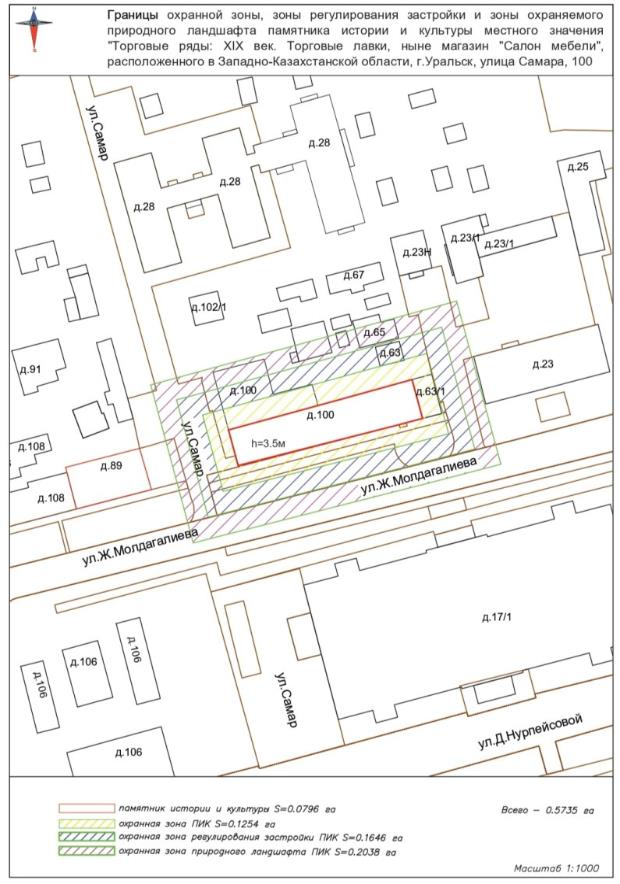 Границы охранной зоны, зоны регулирования застройки и зоны охраняемого
природного ландшафта памятника истории и культуры местного значения
"Торговые ряды: XIX век. Торговые лавки, ныне магазин "Салон мебели",
расположенного в Западно-Казахстанской области, г.Уральск, улица Самара, 100
ул.Самар
д.28
д.28
д.28
д.25
д.23Н
д.23/1
д.23/1
д.67
д.102/1
д.65
д.63
д.91
д.23
д.100
д.63/1
д.100
h=3.5м
ул.Самар
д.108
д.89
д.108
ул.Ж.Молдагалиева
ул.Ж.Молдагалиева
д.17/1
д.106
д.106
д.106
ул.Самар
д.106
ул.Д.Нурпейсовой
памятник истории и культуры S=0.0796 га
Всего – 0.5735 га
охранная зона ПИК S=0.1254 га
охранная зона регулирования застройки ПИК S=0.1646 га
охранная зона природного ландшафта ПИК S=0.2038 га
Масштаб 1:1000